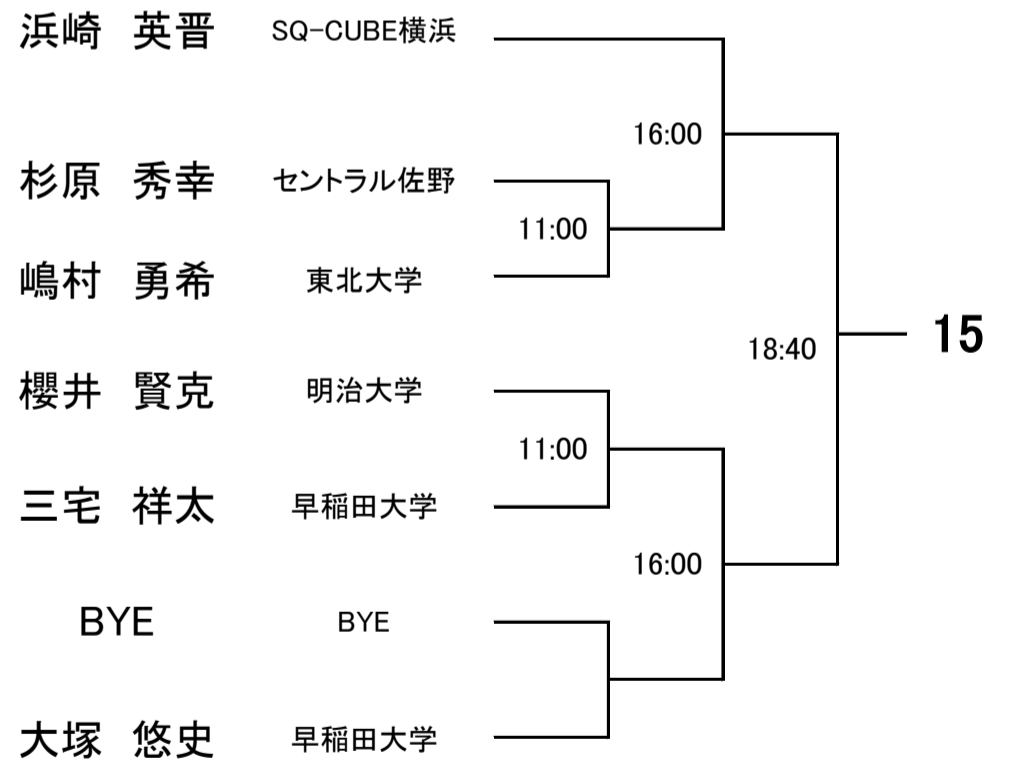 浜崎 英晋 SQ-CUBE横浜
16:00
杉原 秀幸 セントラル佐野
11:00
嶋村 勇希 東北大学
18:40 15
櫻井 賢克 明治大学
11:00
三宅 祥太 早稲田大学
16:00
BYE BYE
大塚 悠史 早稲田大学